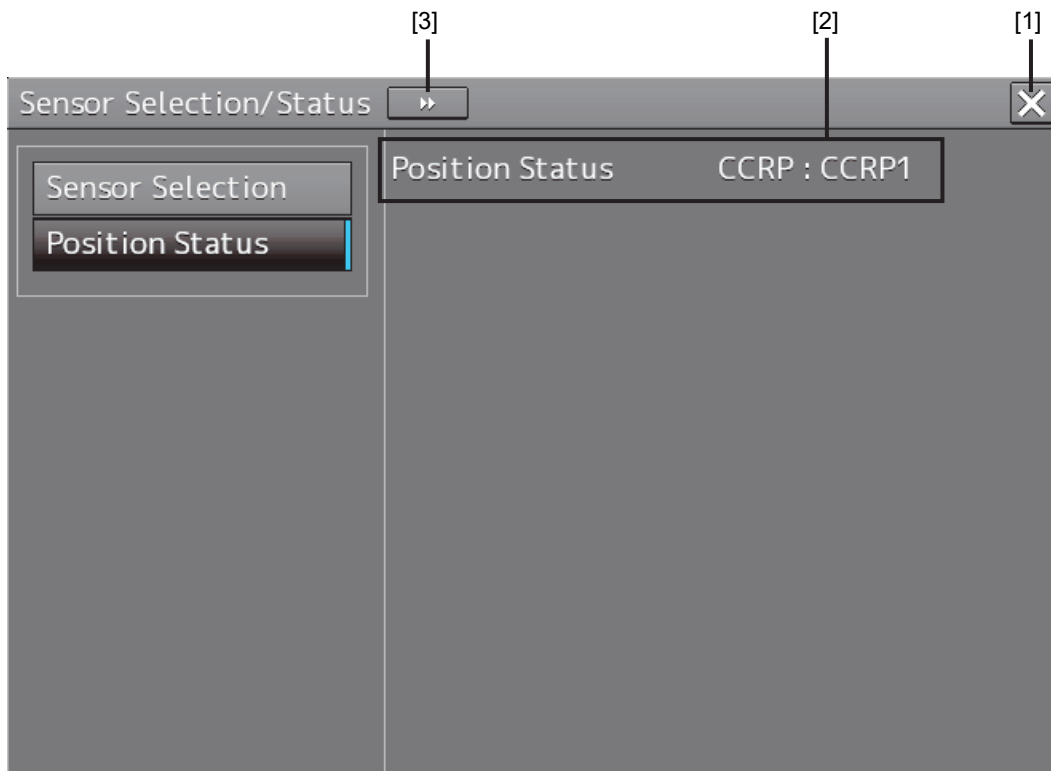 [3] [2] [1]
Sensor Selection/Status
Sensor Selection
Position Status
Position Status CCRP : CCRP1